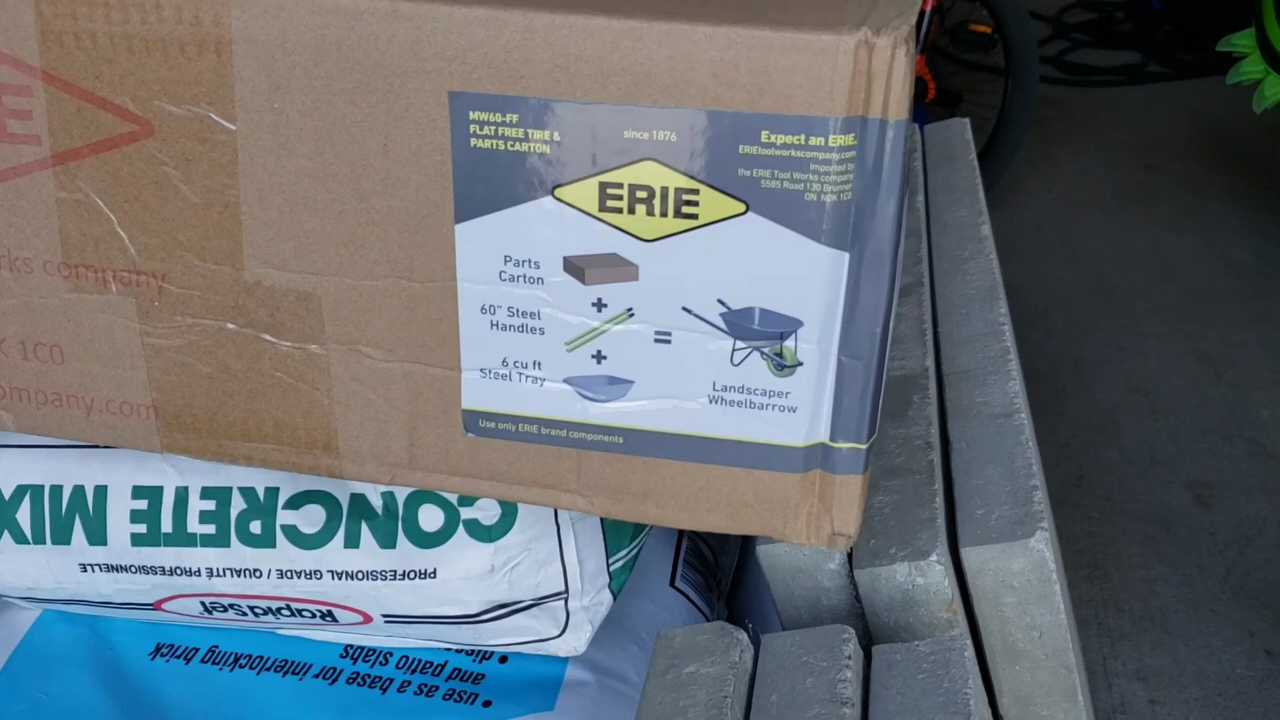 MW60-FF
FLAT FREE TIRE &
PARTS CARTON
since 1876
Expect an ERIE.
ERIEtoolworkscompany.com
Imported by
the ERIE Tool Works company
5585 Road 130 Brunner
ON N0K 1C0
ERIE
Parts
Carton
+
60" Steel
Handles
+
6 cu ft
Steel Tray
=
Landscaper
Wheelbarrow
Use only ERIE brand components
E
company
K 1C0
ompany.com
CONCRETE MIX
PROFESSIONAL GRADE / QUALITÉ PROFESSIONNELLE
RapidSet
• use as a base for interlocking brick
and patio slabs